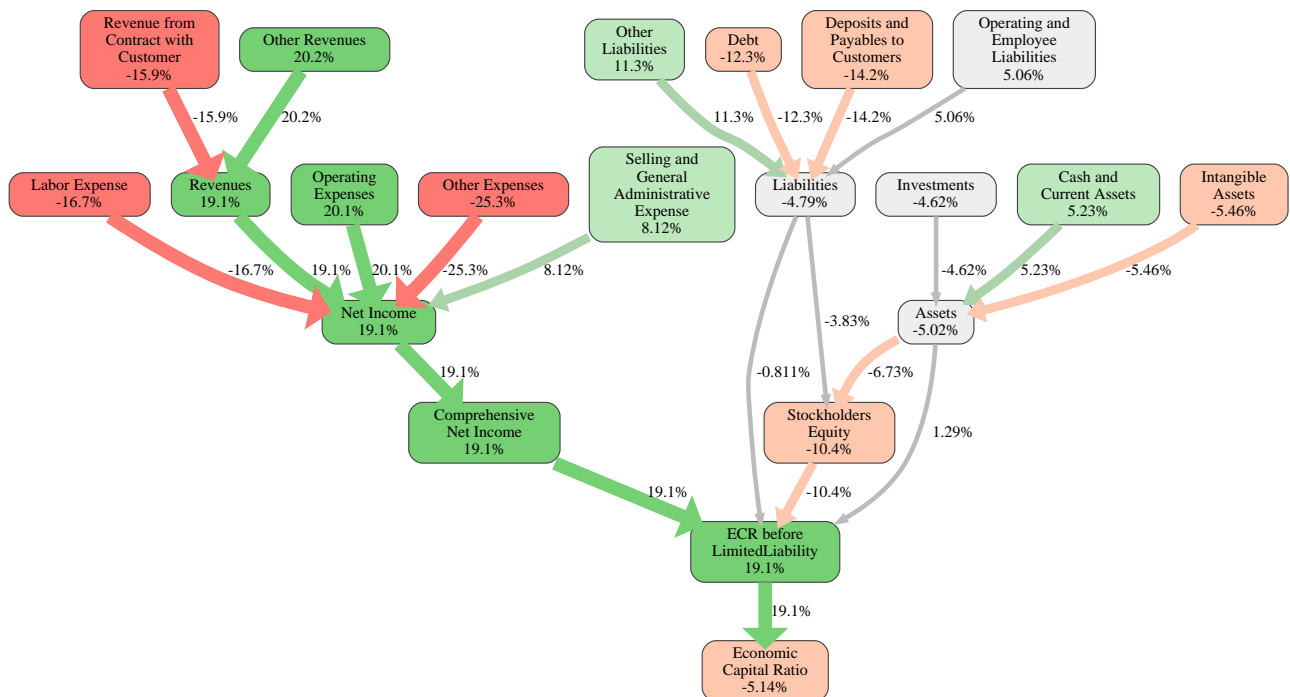 Revenue from
Contract with
Customer
-15.9%
Other Revenues
20.2%
Other
Liabilities
11.3%
Debt
-12.3%
Deposits and
Payables to
Customers
-14.2%
Operating and
Employee
Liabilities
5.06%
-15.9%
20.2%
11.3%
-12.3%
-14.2%
5.06%
Labor Expense
-16.7%
Revenues
19.1%
Operating
Expenses
20.1%
Other Expenses
-25.3%
Selling and
General
Administrative
Expense
8.12%
Liabilities
-4.79%
Investments
-4.62%
Cash and
Current Assets
5.23%
Intangible
Assets
-5.46%
-16.7%
19.1%
20.1%
-25.3%
8.12%
-4.62%
5.23%
-5.46%
Net Income
19.1%
-3.83%
Assets
-5.02%
19.1%
-0.811%
-6.73%
Comprehensive
Net Income
19.1%
Stockholders
Equity
-10.4%
1.29%
19.1%
-10.4%
ECR before
LimitedLiability
19.1%
19.1%
Economic
Capital Ratio
-5.14%